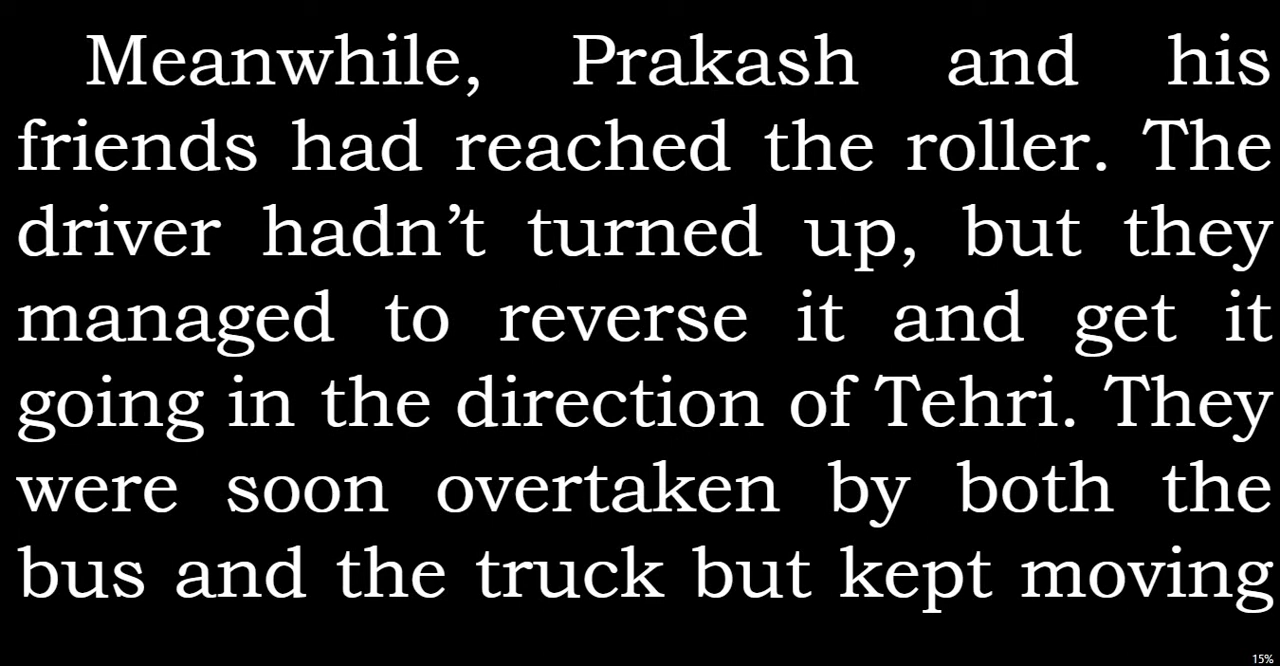 Meanwhile, Prakash and his
friends had reached the roller. The
driver hadn’t turned up, but they
managed to reverse it and get it
going in the direction of Tehri. They
were soon overtaken by both the
bus and the truck but kept moving
15%